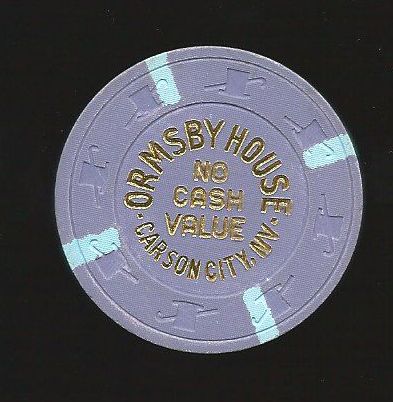 ·ORMSBY HOUSE·
NO
CASH
VALUE
CARSON CITY, NV